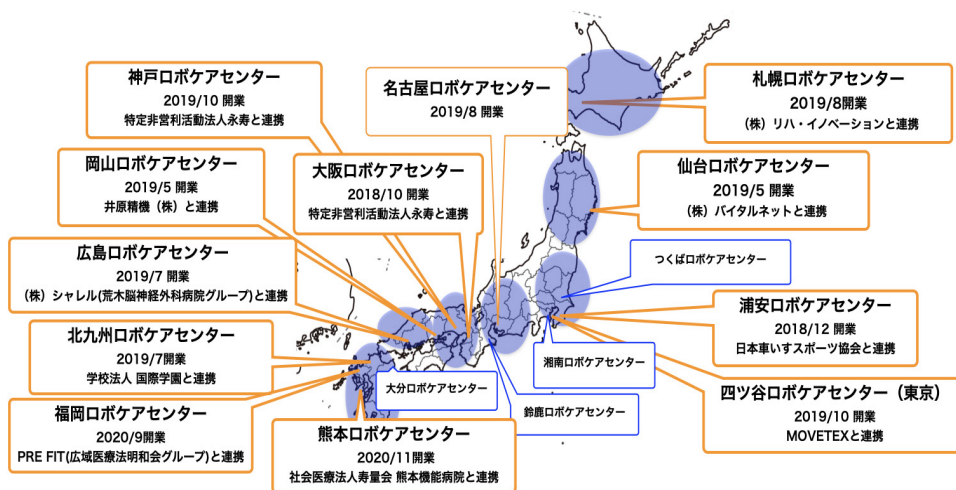 神戸ロボケアセンター
2019/10 開業
特定非営利活動法人永寿と連携
名古屋ロボケアセンター
2019/8 開業
札幌ロボケアセンター
2019/8開業
(株)リハ・イノベーションと連携
岡山ロボケアセンター
2019/5 開業
井原精機(株)と連携
大阪ロボケアセンター
2018/10 開業
特定非営利活動法人永寿と連携
仙台ロボケアセンター
2019/5 開業
(株)バイタルネットと連携
広島ロボケアセンター
2019/7 開業
(株)シャレル(荒木脳神経外科病院グループ)と連携
つくばロボケアセンター
浦安ロボケアセンター
2018/12 開業
日本車いすスポーツ協会と連携
北九州ロボケアセンター
2019/7開業
学校法人 国際学園と連携
湘南ロボケアセンター
大分ロボケアセンター
鈴鹿ロボケアセンター
四ツ谷ロボケアセンター(東京)
2019/10 開業
MOVETEXと連携
福岡ロボケアセンター
2020/9開業
PRE FIT(広域医療法明和会グループ)と連携
熊本ロボケアセンター
2020/11開業
社会医療法人寿量会 熊本機能病院と連携